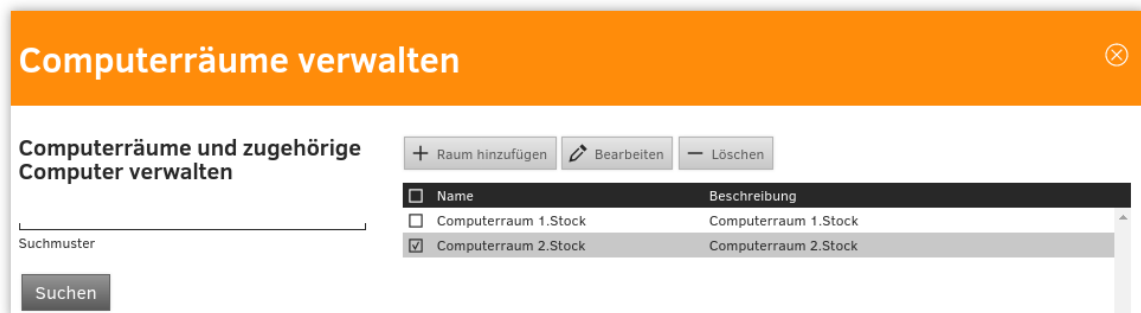 Computerräume verwalten
Computerräume und zugehörige
Computer verwalten
Suchmuster
Suchen
Raum hinzufügen Bearbeiten Löschen
Name Beschreibung
Computerraum 1.Stock Computerraum 1.Stock
Computerraum 2.Stock Computerraum 2.Stock